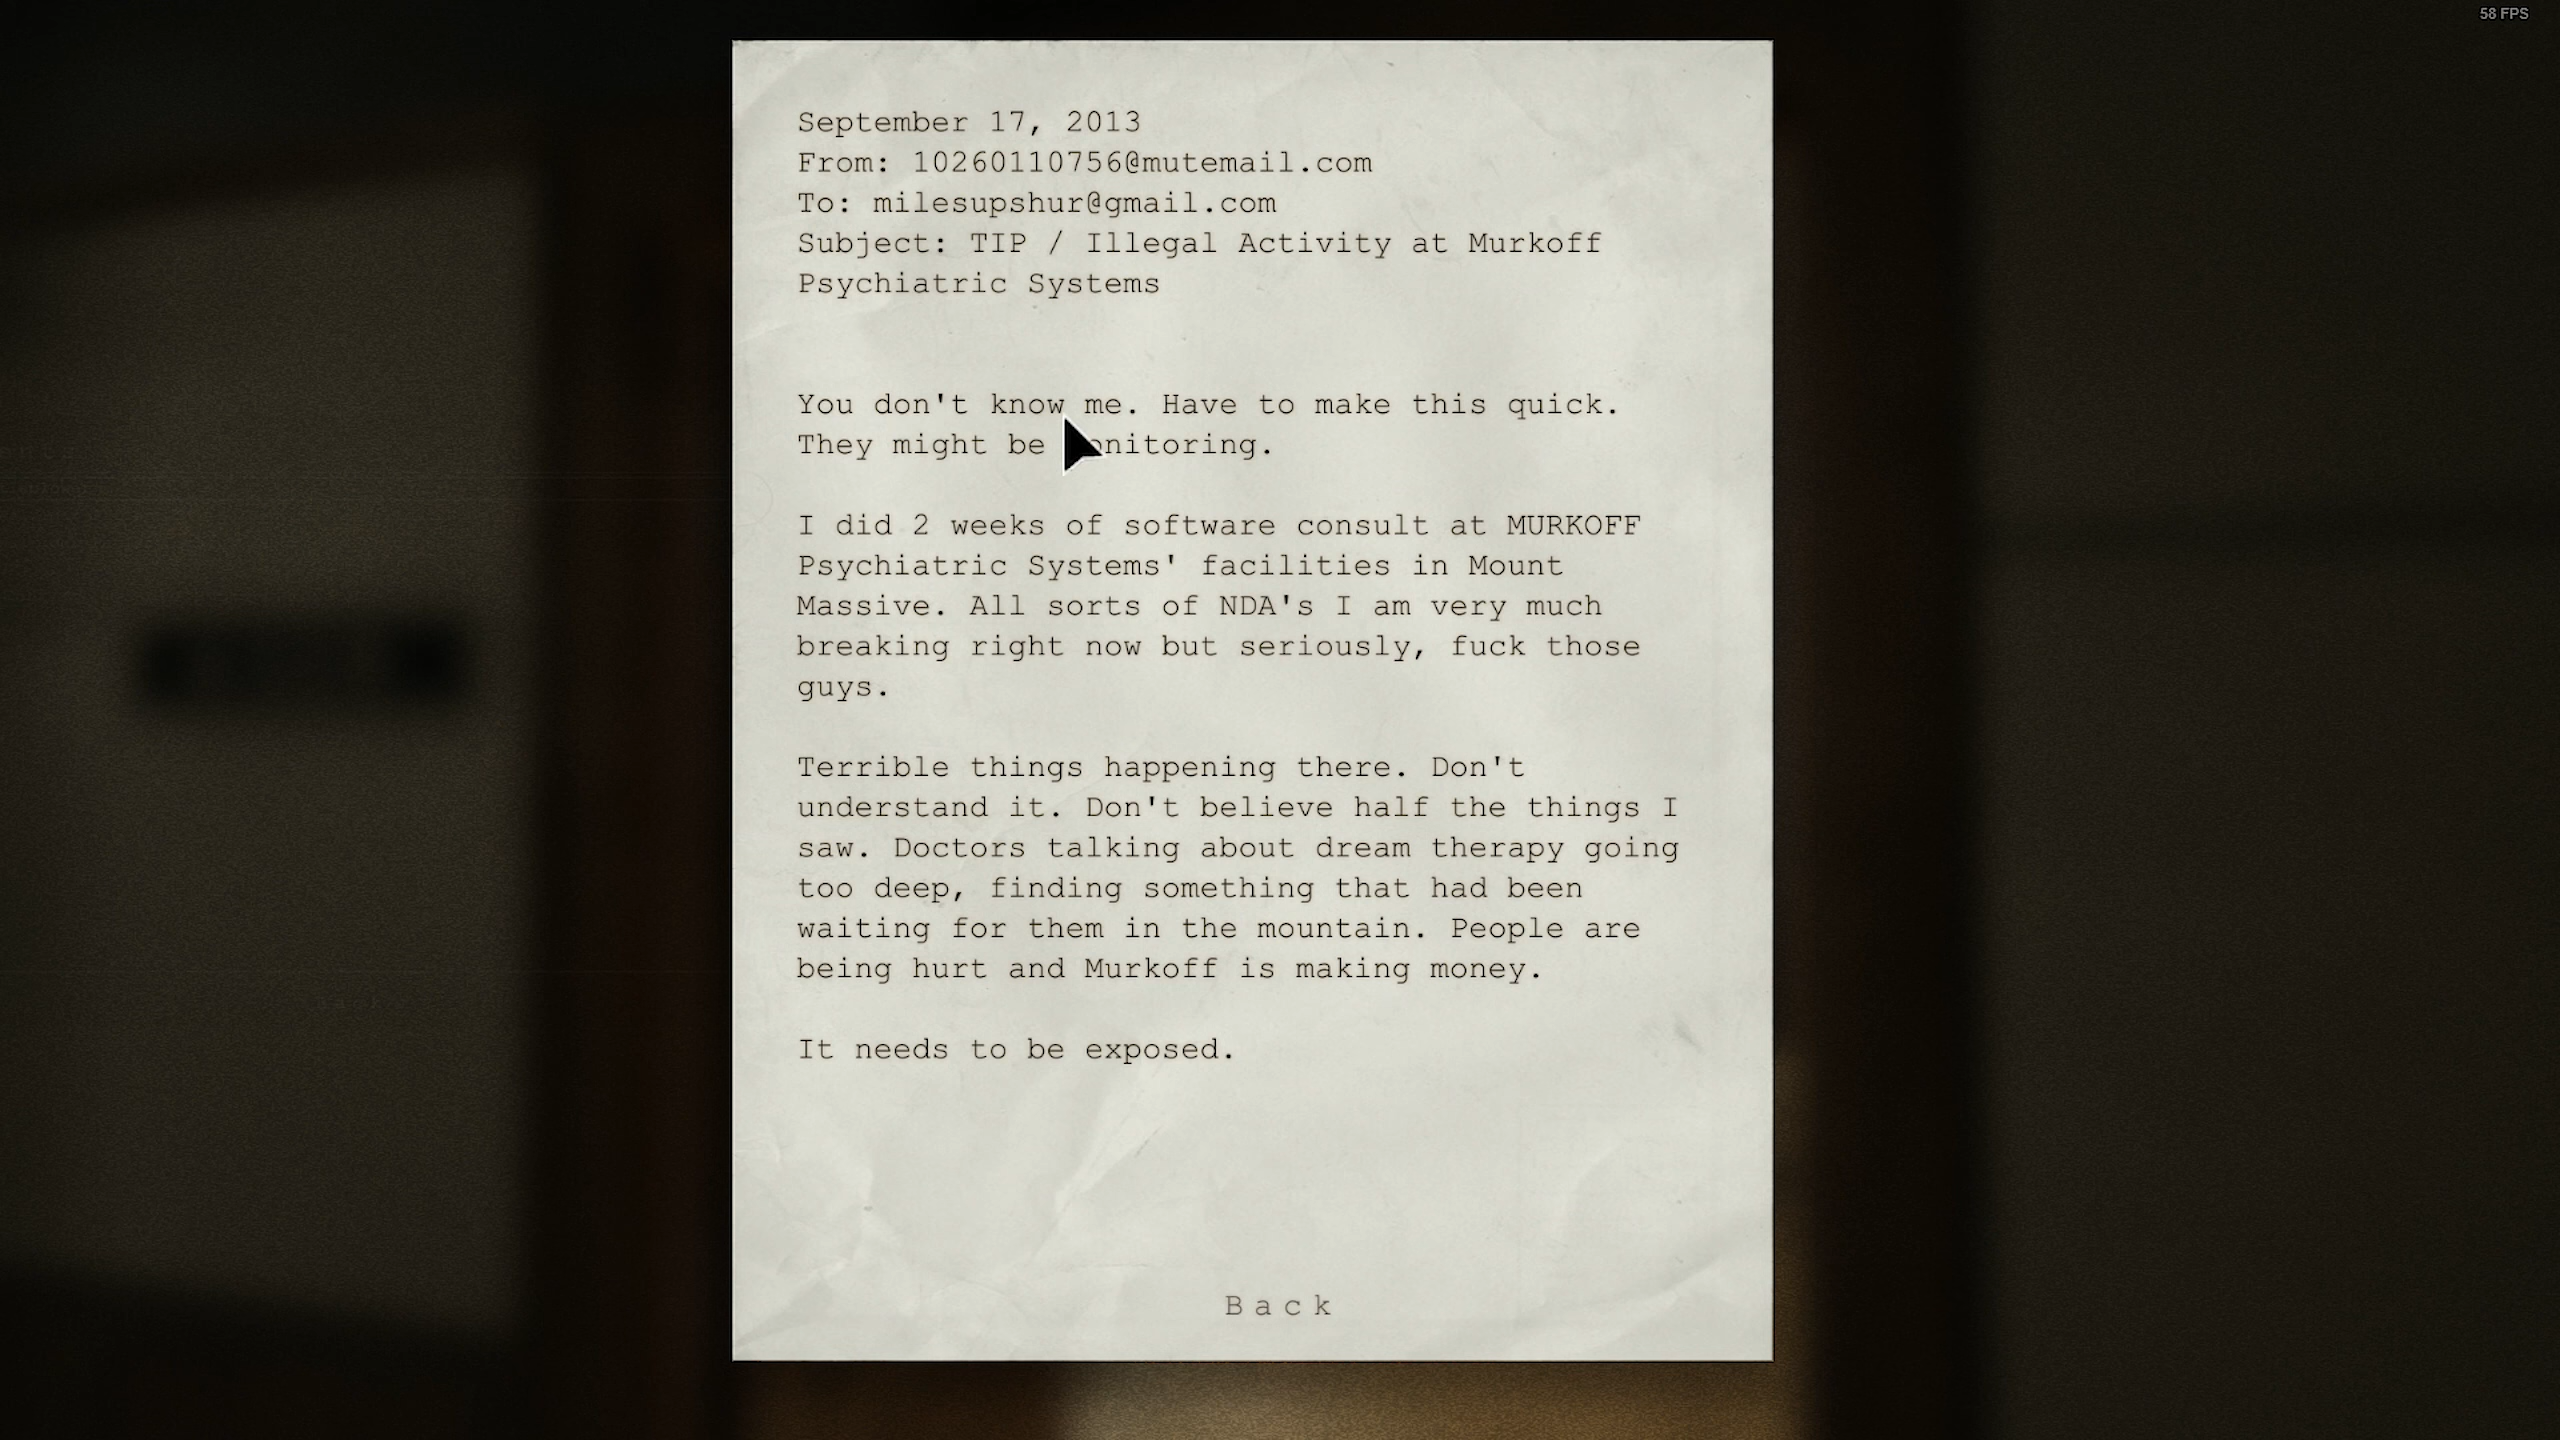 58 FPS
September 17, 2013
From: 10260110756@mutemail.com
To: milesupshur@gmail.com
Subject: TIP / Illegal Activity at Murkoff
Psychiatric Systems
You don't know me. Have to make this quick.
They might be monitoring.
I did 2 weeks of software consult at MURKOFF
Psychiatric Systems' facilities in Mount
Massive. All sorts of NDA's I am very much
breaking right now but seriously, fuck those
guys.
Terrible things happening there. Don't
understand it. Don't believe half the things I
saw. Doctors talking about dream therapy going
too deep, finding something that had been
waiting for them in the mountain. People are
being hurt and Murkoff is making money.
It needs to be exposed.
Back